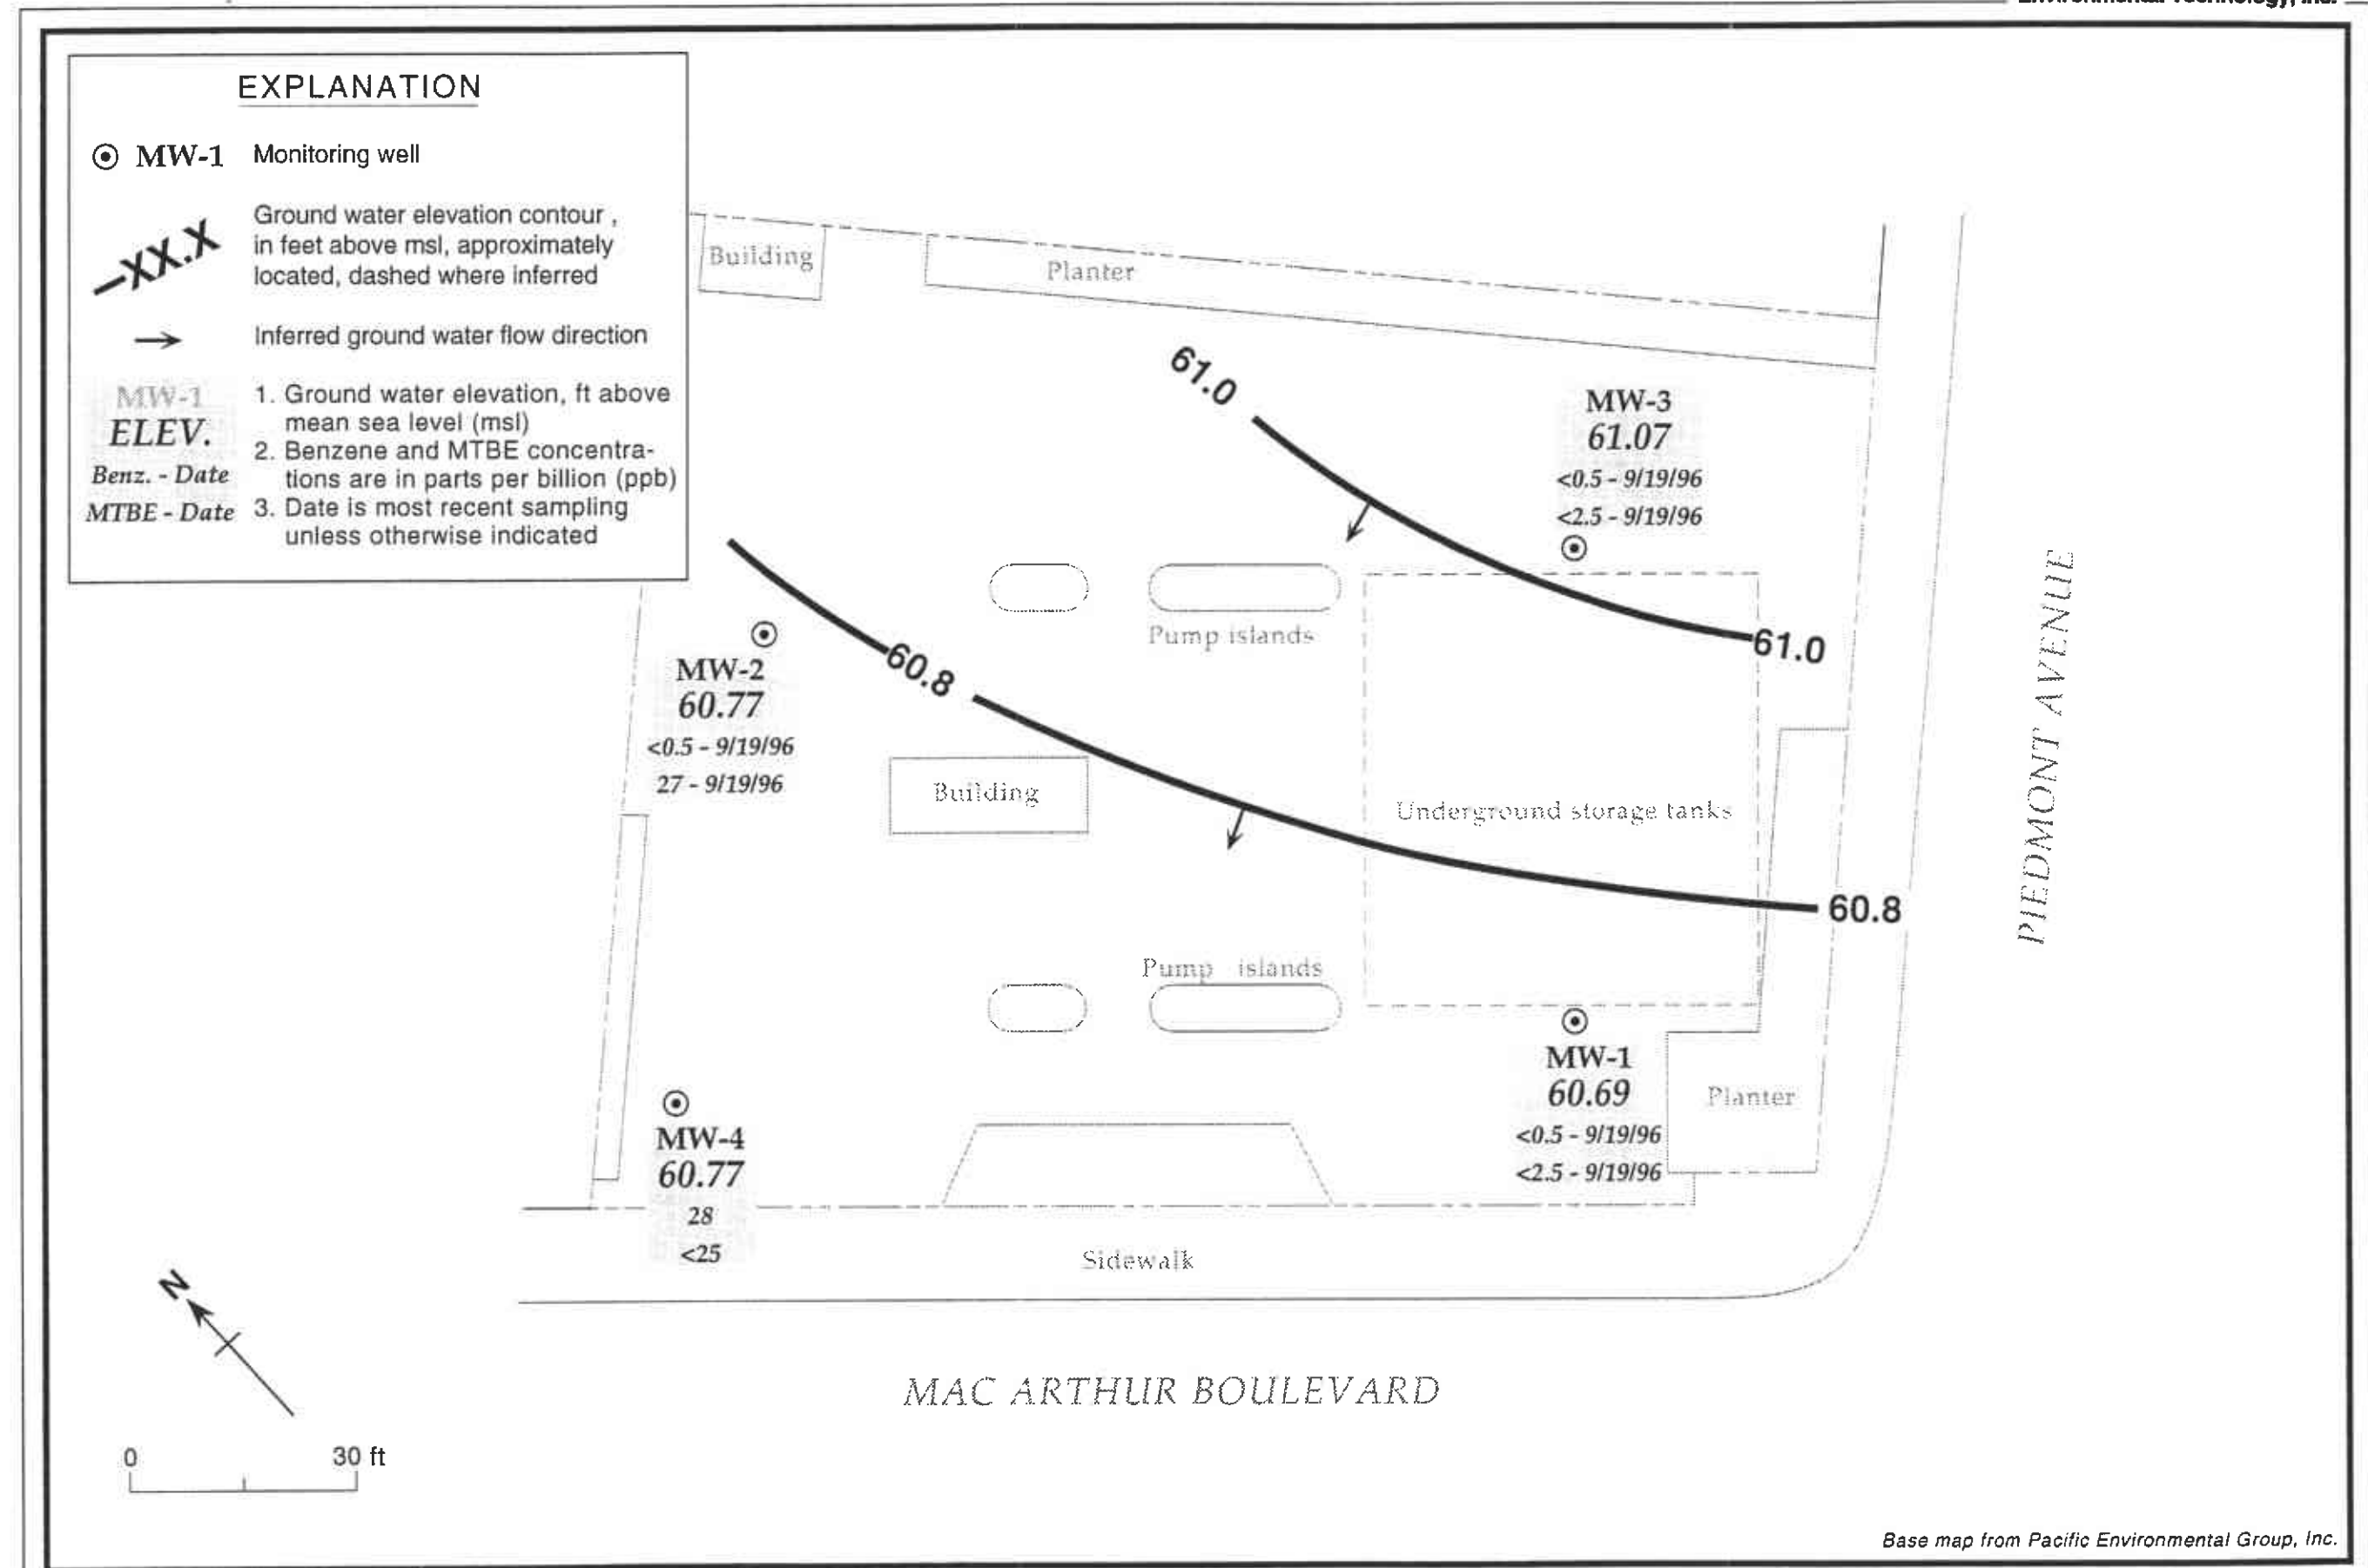 Environmental Technology, Inc.
EXPLANATION
MW-1 Monitoring well
–XX.X
Ground water elevation contour ,
in feet above msl, approximately
located, dashed where inferred
Inferred ground water flow direction
MW-1
ELEV.
Benz. - Date
MTBE - Date
1. Ground water elevation, ft above
mean sea level (msl)
2. Benzene and MTBE concentra-
tions are in parts per billion (ppb)
3. Date is most recent sampling
unless otherwise indicated
Building
Planter
61.0
MW-3
61.07
<0.5 - 9/19/96
<2.5 - 9/19/96
Pump islands
61.0
60.8
MW-2
60.77
<0.5 - 9/19/96
27 - 9/19/96
Building
Underground storage tanks
PIEDMONT AVENUE
60.8
Pump islands
MW-1
60.69
<0.5 - 9/19/96
<2.5 - 9/19/96
Planter
MW-4
60.77
28
<25
Sidewalk
N
MAC ARTHUR BOULEVARD
0 30 ft
Base map from Pacific Environmental Group, Inc.